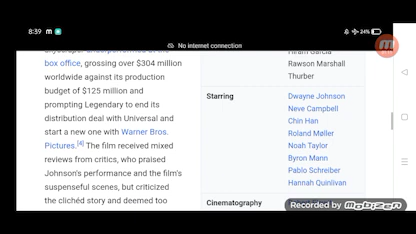 8:39 m
24%
No internet connection
box office, grossing over $304 million
worldwide against its production
budget of $125 million and
prompting Legendary to end its
distribution deal with Universal and
start a new one with Warner Bros.
Pictures.[4] The film received mixed
reviews from critics, who praised
Johnson's performance and the film's
suspenseful scenes, but criticized
the clichéd story and deemed too
Hiram Garcia
Rawson Marshall
Thurber
Starring
Dwayne Johnson
Neve Campbell
Chin Han
Roland Møller
Noah Taylor
Byron Mann
Pablo Schreiber
Hannah Quinlivan
Cinematography
Recorded by mobizen